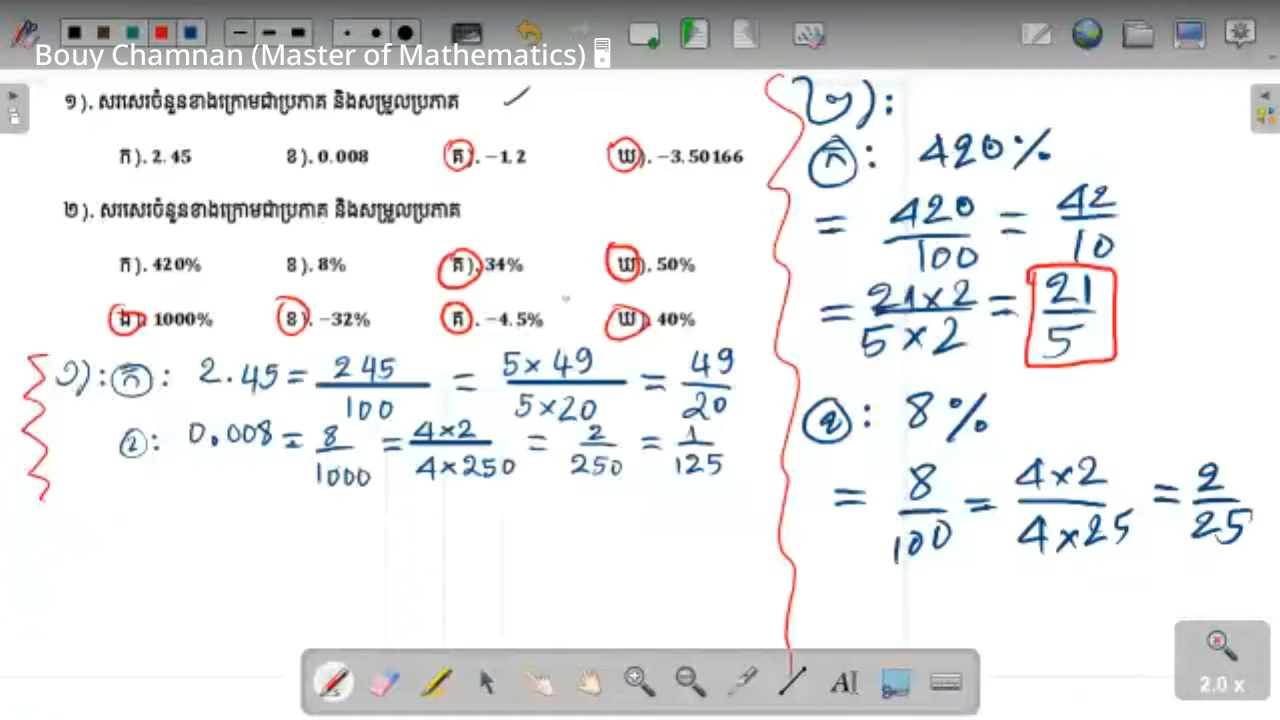 Bouy Chamnan (Master of Mathematics)
១). សរសេរចំនួនខាងក្រោមជាប្រភាគ និងសម្រួលប្រភាគ
ក). 2.45 ខ). 0.008 គ). −1.2 ឃ). −3.50166
២). សរសេរចំនួនខាងក្រោមជាប្រភាគ និងសម្រួលប្រភាគ
ក). 420% ខ). 8% គ). 34% ឃ). 50%
ង). 1000% ខ). −32% គ). −4.5% ឃ). 40%
១): ក: 2.45 = 245/100 = 5×49/5×20 = 49/20
ខ: 0.008 = 8/1000 = 4×2/4×250 = 2/250 = 1/125
២):
ក: 420%
= 420/100 = 42/10
= 21×2/5×2 = 21/5
ខ: 8%
= 8/100 = 4×2/4×25 = 2/25
AI
2.0 x